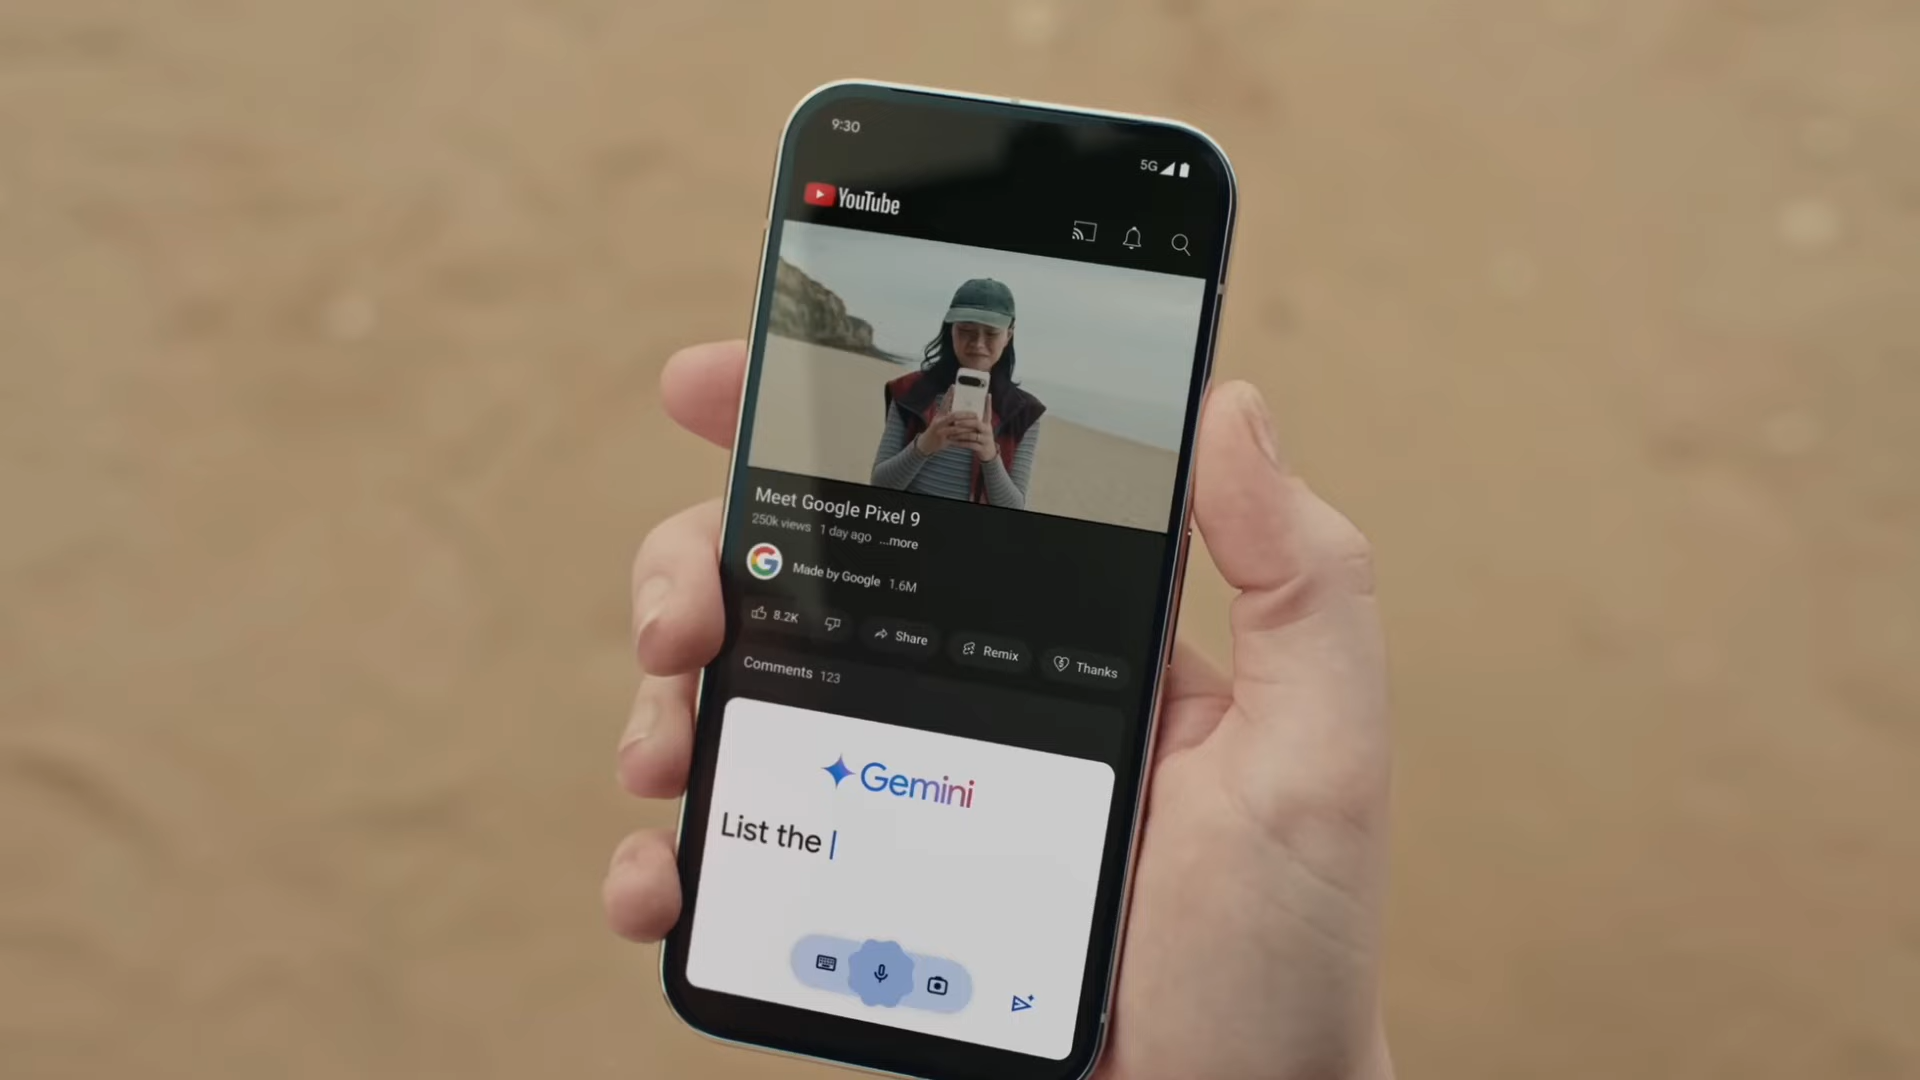 9:30
5G
YouTube
Meet Google Pixel 9
250k views 1 day ago ...more
Made by Google 1.6M
8.2K Share Remix Thanks
Comments 123
Gemini
List the